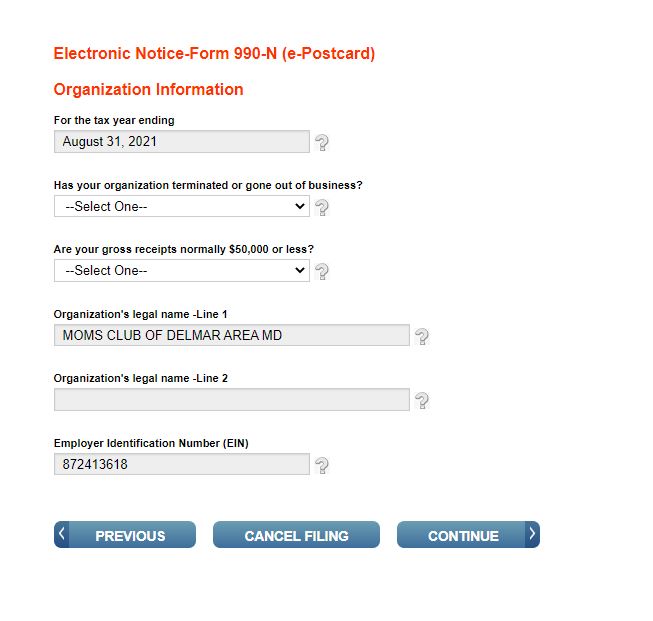 Electronic Notice-Form 990-N (e-Postcard)
Organization Information
For the tax year ending
August 31, 2021
Has your organization terminated or gone out of business?
--Select One--
Are your gross receipts normally $50,000 or less?
--Select One--
Organization's legal name -Line 1
MOMS CLUB OF DELMAR AREA MD
Organization's legal name -Line 2
Employer Identification Number (EIN)
872413618
PREVIOUS CANCEL FILING CONTINUE